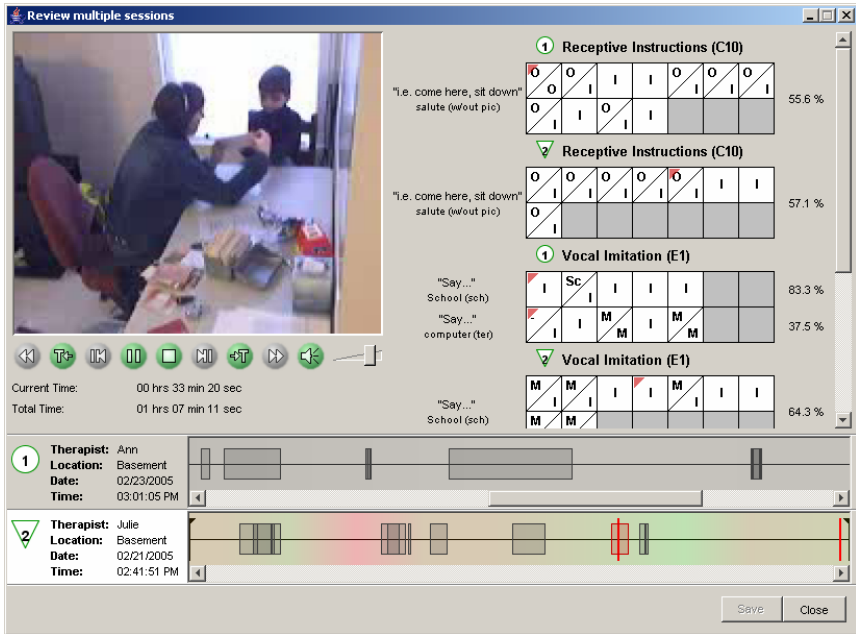 Review multiple sessions
1 Receptive Instructions (C10)
"i.e. come here, sit down"
salute (w/out pic)
O O O I I O O O
O I I I
O I O
I I I I
55.6 %
2 Receptive Instructions (C10)
"i.e. come here, sit down"
salute (w/out pic)
O O O O O I I
I I I I I
O
I
57.1 %
1 Vocal Imitation (E1)
"Say..."
School (sch)
I Sc I I I I
83.3 %
"Say..."
computer (ter)
- I I M M I M M
37.5 %
2 Vocal Imitation (E1)
"Say..."
School (sch)
M I M I I I M I I I
M M
64.3 %
T T
Current Time: 00 hrs 33 min 20 sec
Total Time: 01 hrs 07 min 11 sec
1
Therapist: Ann
Location: Basement
Date: 02/23/2005
Time: 03:01:05 PM
2
Therapist: Julie
Location: Basement
Date: 02/21/2005
Time: 02:41:51 PM
Save Close